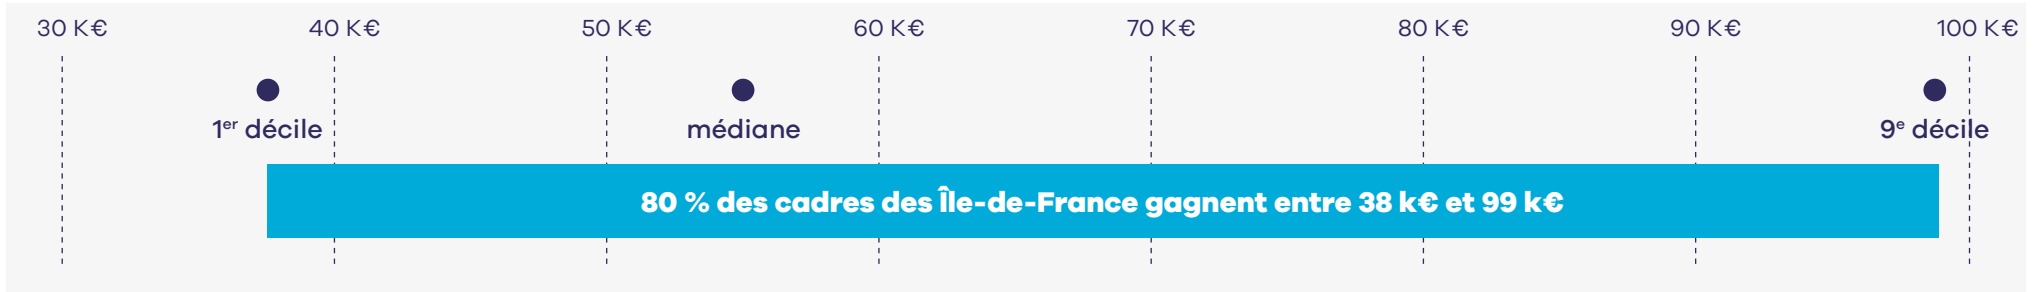 30 K€ 40 K€ 50 K€ 60 K€ 70 K€ 80 K€ 90 K€ 100 K€
1er décile médiane 9e décile
80 % des cadres des Île-de-France gagnent entre 38 k€ et 99 k€